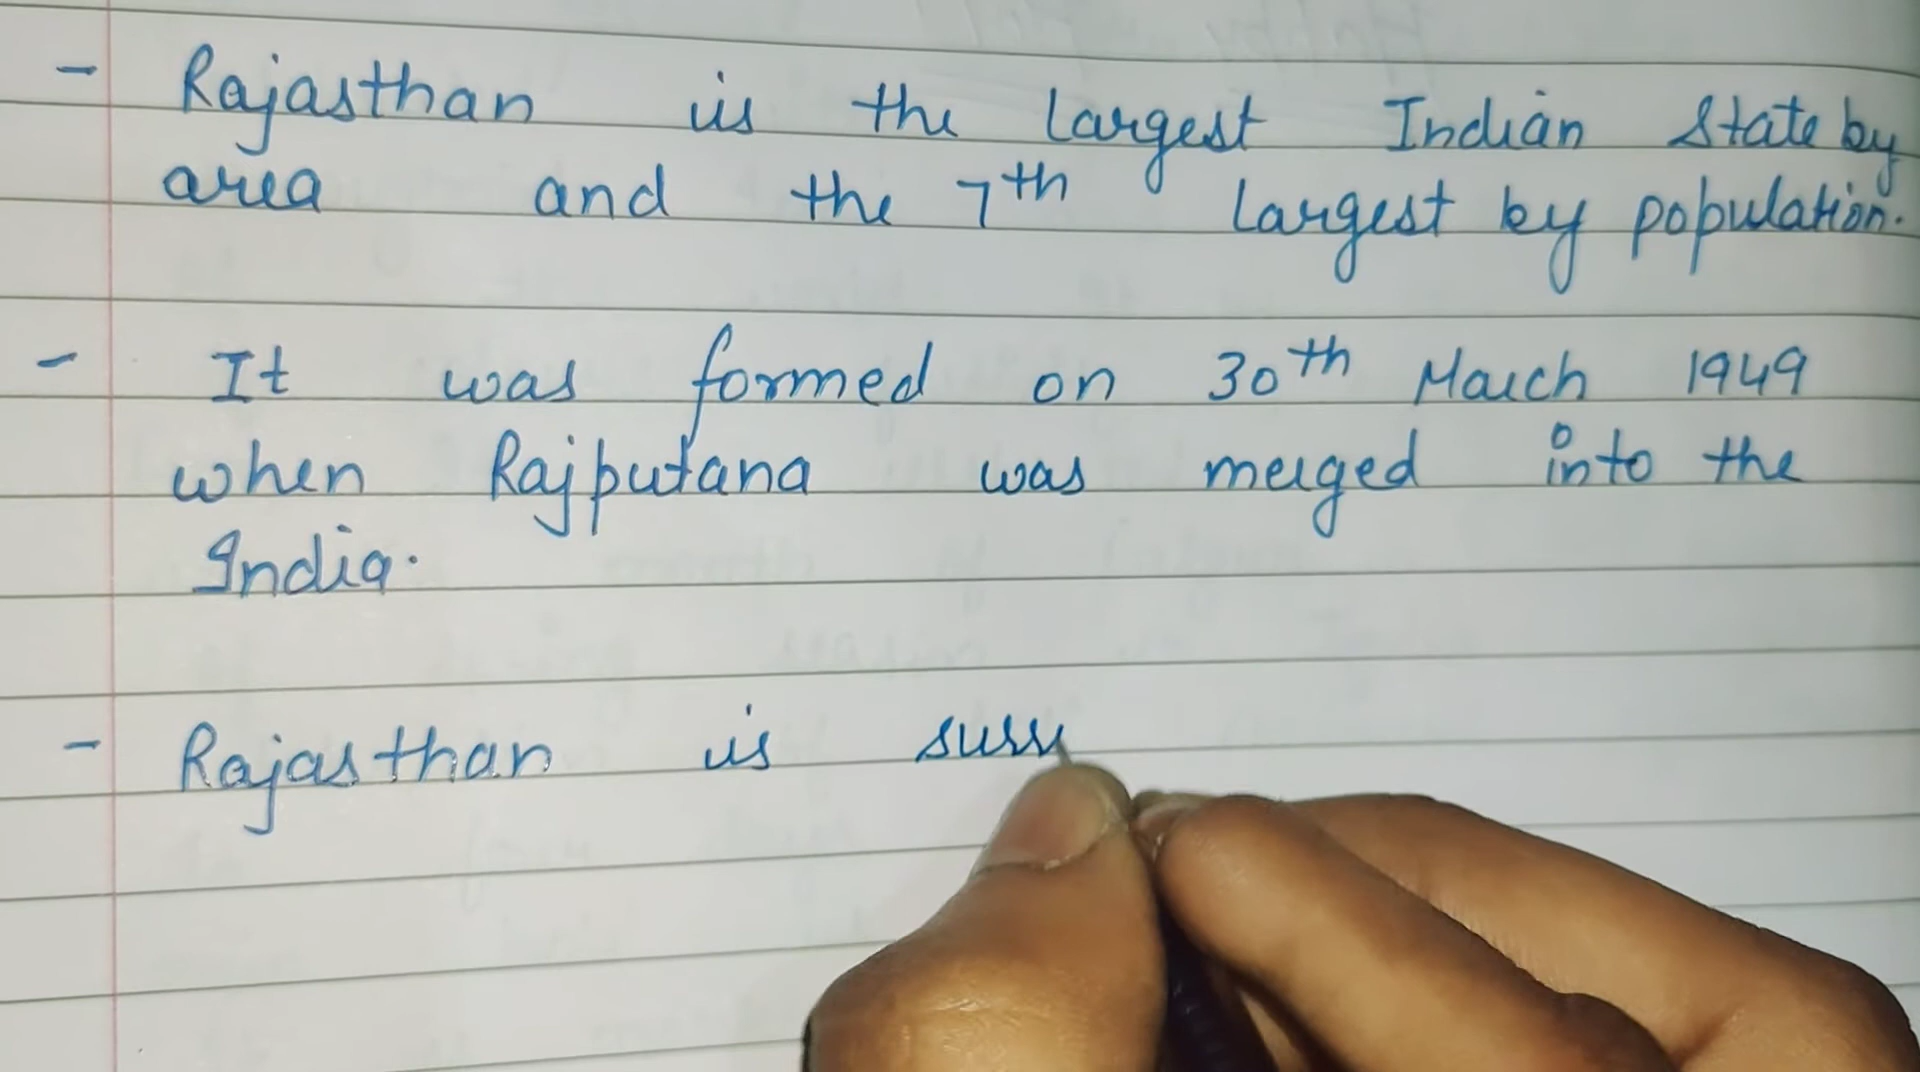 - Rajasthan is the largest Indian state by
area and the 7th largest by population.
- It was formed on 30th March 1949
when Rajputana was merged into the
India.
- Rajasthan is surr